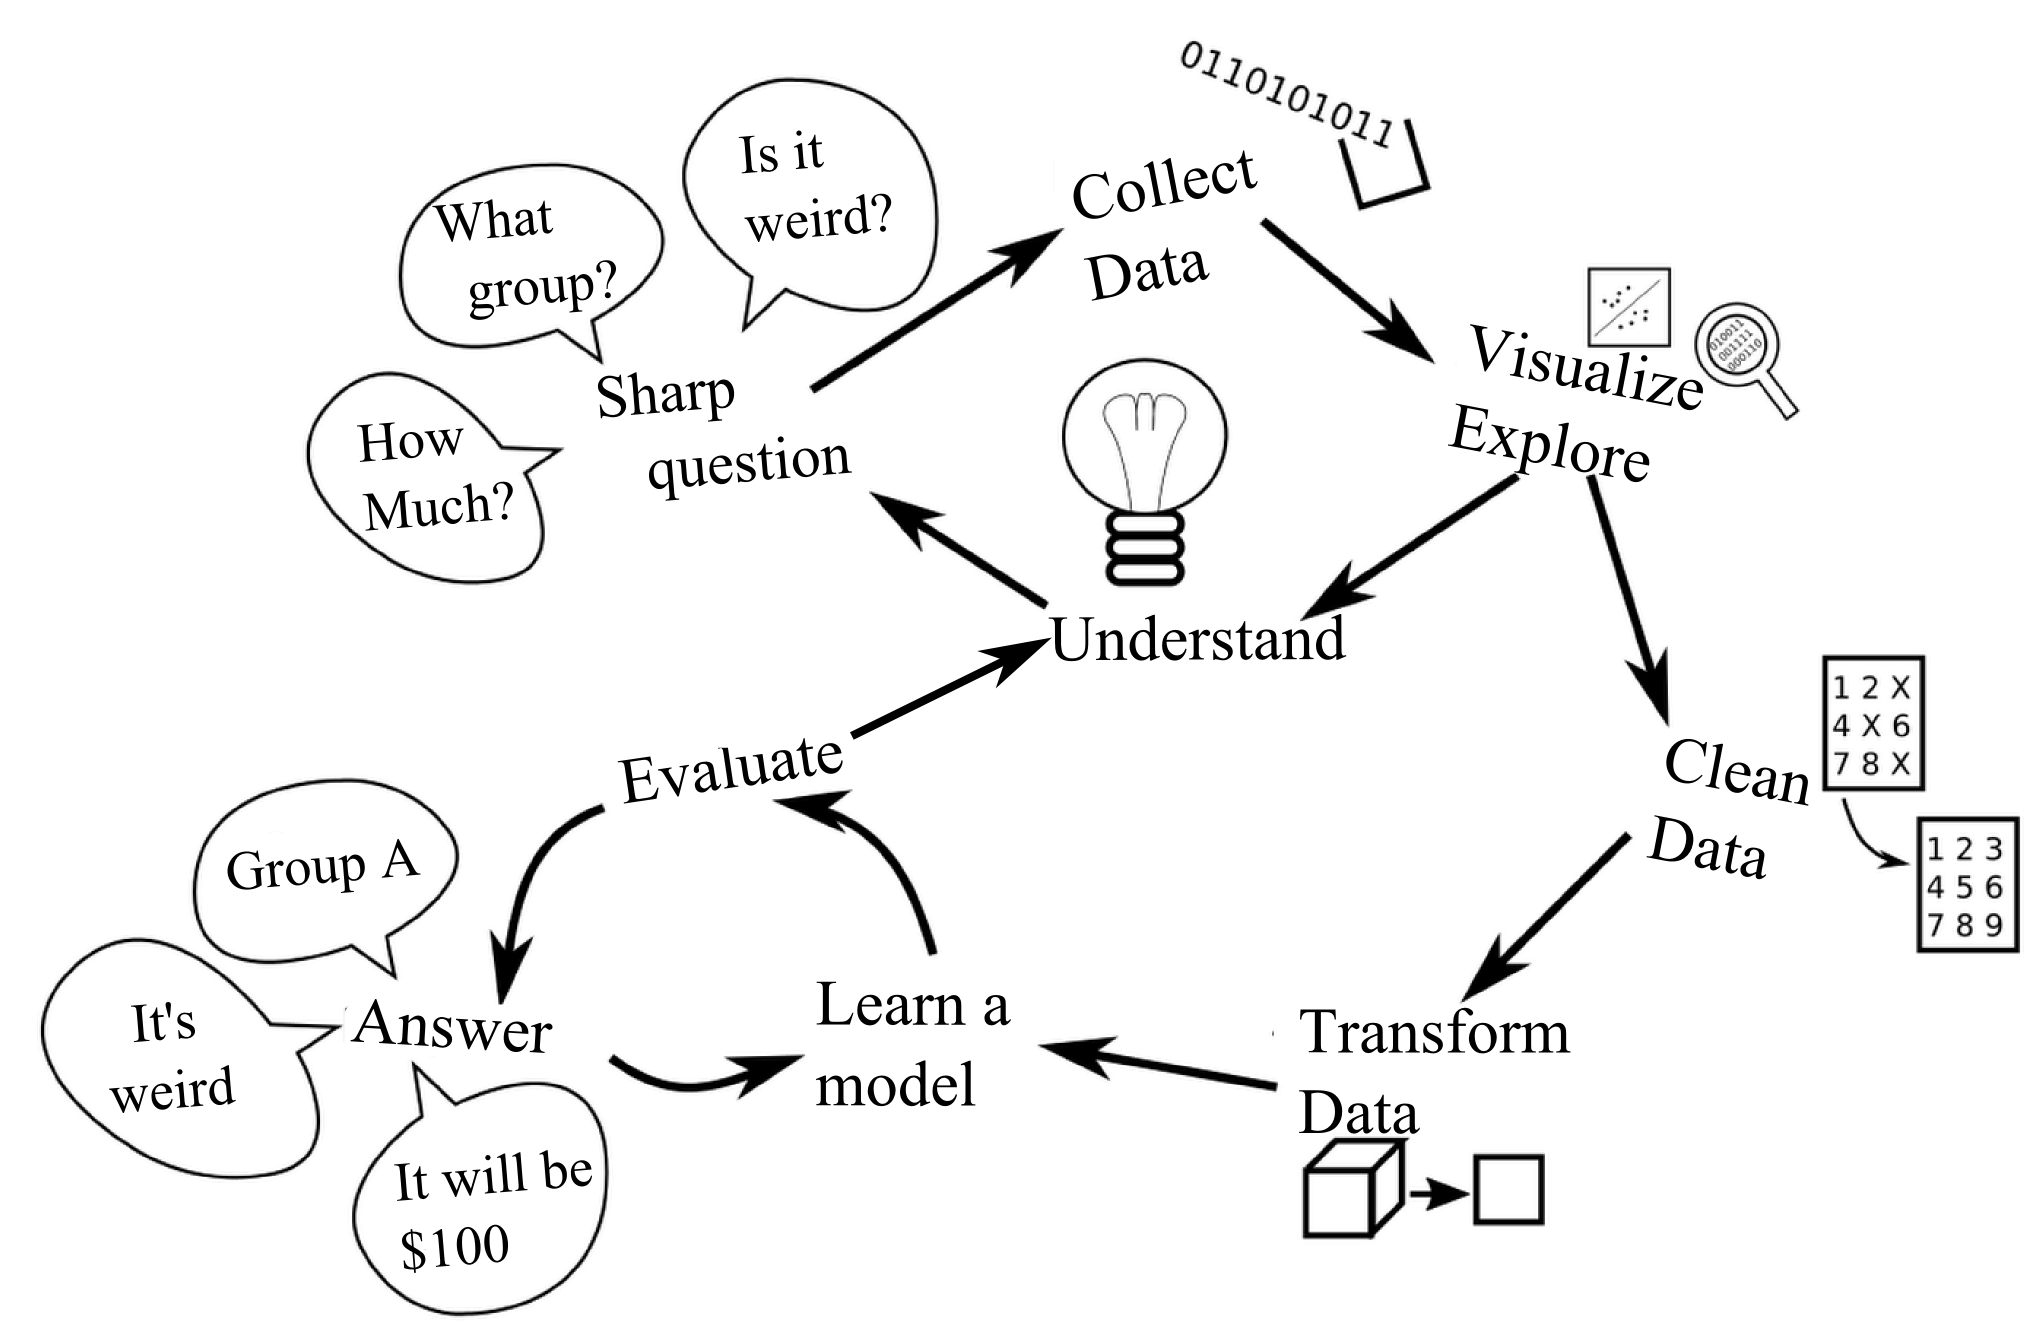 0110101011
Is it
weird?
What
group?
Collect
Data
Sharp
question
How
Much?
Visualize
Explore
010011
001111
000110
Understand
Evaluate
1 2 X
4 X 6
7 8 X
Clean
Data
1 2 3
4 5 6
7 8 9
Group A
It's
weird
Answer
Learn a
model
Transform
Data
It will be
$100